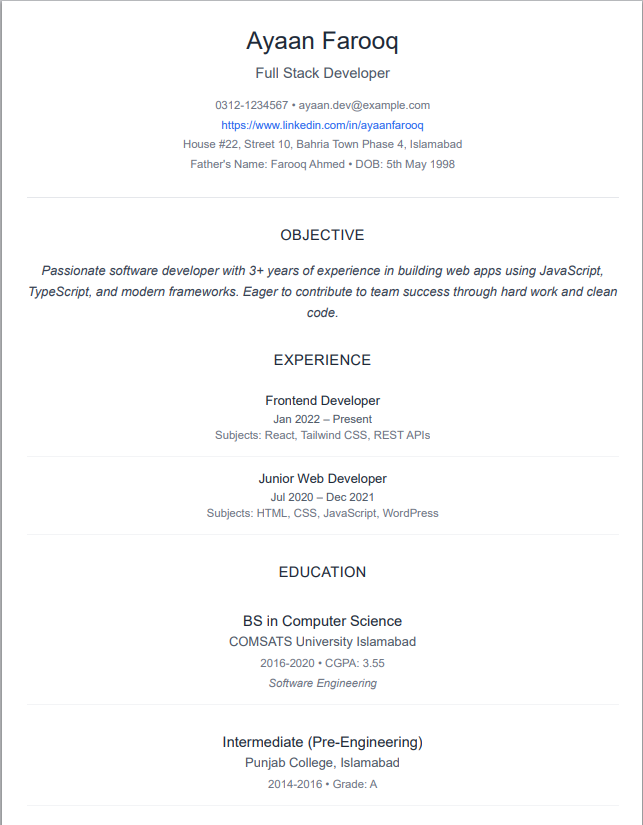 Ayaan Farooq
Full Stack Developer
0312-1234567 • ayaan.dev@example.com
https://www.linkedin.com/in/ayaanfarooq
House #22, Street 10, Bahria Town Phase 4, Islamabad
Father's Name: Farooq Ahmed • DOB: 5th May 1998
OBJECTIVE
Passionate software developer with 3+ years of experience in building web apps using JavaScript,
TypeScript, and modern frameworks. Eager to contribute to team success through hard work and clean
code.
EXPERIENCE
Frontend Developer
Jan 2022 – Present
Subjects: React, Tailwind CSS, REST APIs
Junior Web Developer
Jul 2020 – Dec 2021
Subjects: HTML, CSS, JavaScript, WordPress
EDUCATION
BS in Computer Science
COMSATS University Islamabad
2016-2020 • CGPA: 3.55
Software Engineering
Intermediate (Pre-Engineering)
Punjab College, Islamabad
2014-2016 • Grade: A